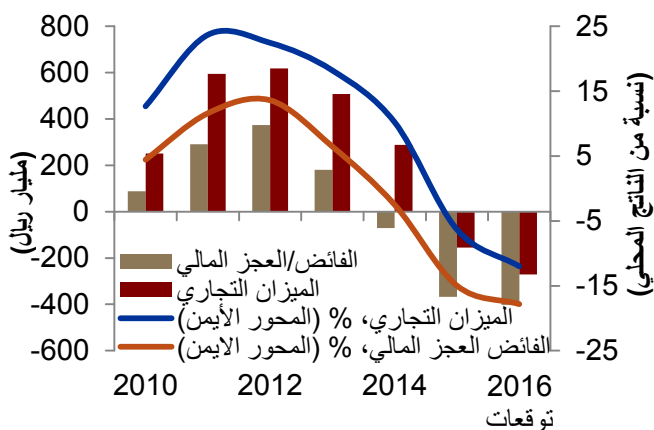 800
600
400
200
0
-200
-400
-600
(مليار ريال)
25
15
5
-5
-15
-25
(نسبة من الناتج المحلي)
الفائض/العجز المالي
الميزان التجاري
الميزان التجاري، % (المحور الأيمن)
الفائض العجز المالي، % (المحور الايمن)
2010 2012 2014 2016
توقعات